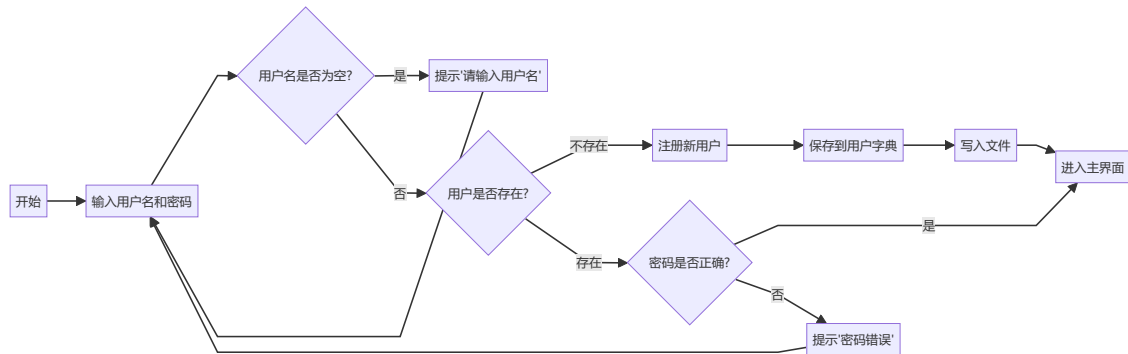 开始
输入用户名和密码
用户名是否为空?
是
提示'请输入用户名'
否
用户是否存在?
不存在
注册新用户
保存到用户字典
写入文件
进入主界面
存在
密码是否正确?
是
否
提示'密码错误'